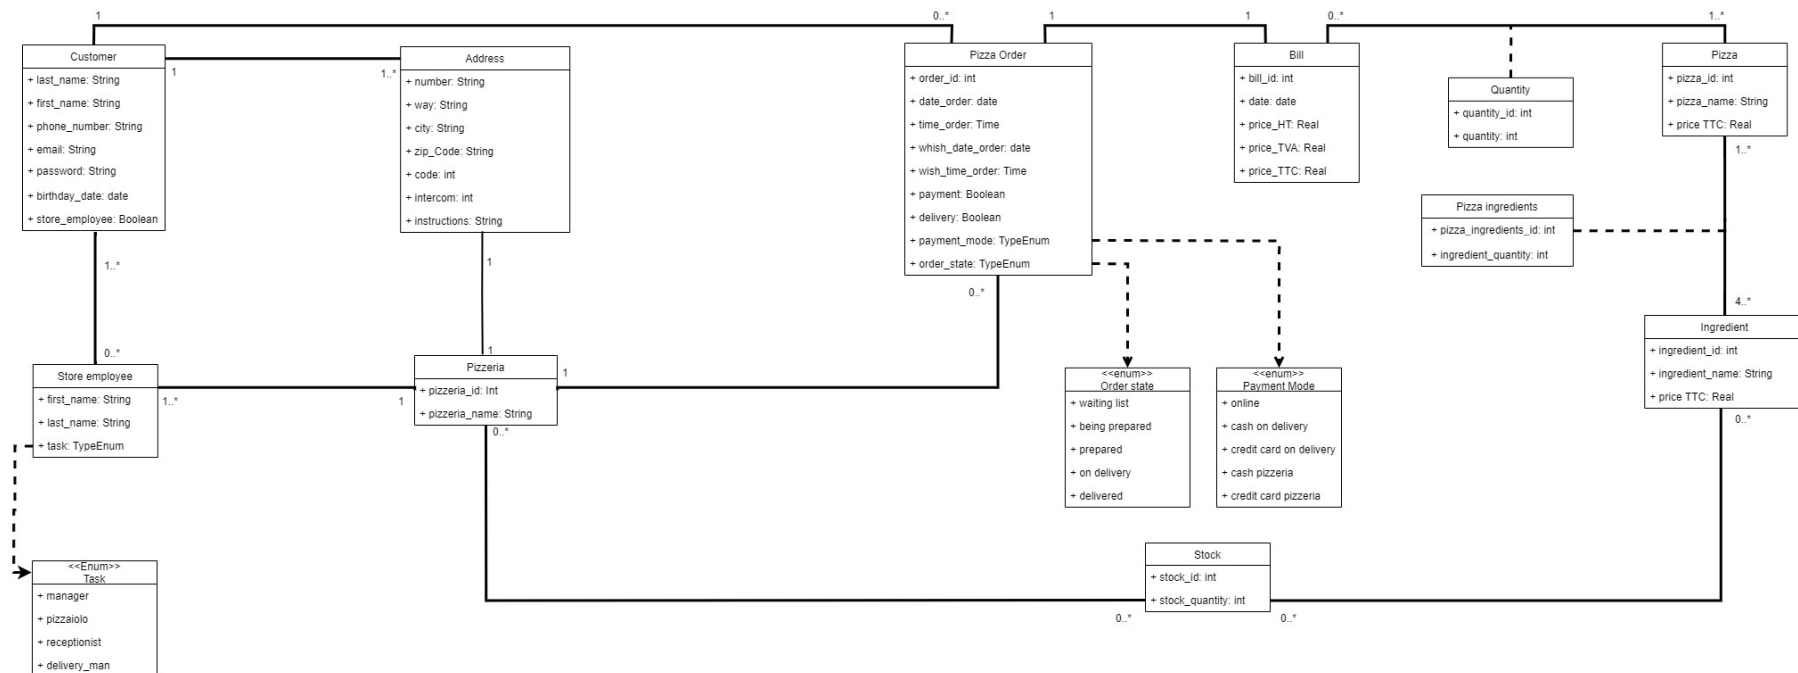 1
0..*
1
1
0..*
1..*
Customer
+ last_name: String
+ first_name: String
+ phone_number: String
+ email: String
+ password: String
+ birthday_date: date
+ store_employee: Boolean
1
1..*
Address
+ number: String
+ way: String
+ city: String
+ zip_Code: String
+ code: int
+ intercom: int
+ instructions: String
Pizza Order
+ order_id: int
+ date_order: date
+ time_order: Time
+ whish_date_order: date
+ wish_time_order: Time
+ payment: Boolean
+ delivery: Boolean
+ payment_mode: TypeEnum
+ order_state: TypeEnum
Bill
+ bill_id: int
+ date: date
+ price_HT: Real
+ price_TVA: Real
+ price_TTC: Real
Quantity
+ quantity_id: int
+ quantity: int
Pizza
+ pizza_id: int
+ pizza_name: String
+ price TTC: Real
1..*
Pizza ingredients
+ pizza_ingredients_id: int
+ ingredient_quantity: int
1..*
1
0..*
4..*
0..*
1
Ingredient
+ ingredient_id: int
+ ingredient_name: String
+ price TTC: Real
0..*
Store employee
+ first_name: String
+ last_name: String
+ task: TypeEnum
1..*
1
Pizzeria
+ pizzeria_id: Int
+ pizzeria_name: String
1
0..*
<<enum>>
Order state
+ waiting list
+ being prepared
+ prepared
+ on delivery
+ delivered
<<enum>>
Payment Mode
+ online
+ cash on delivery
+ credit card on delivery
+ cash pizzeria
+ credit card pizzeria
<<Enum>>
Task
+ manager
+ pizzaiolo
+ receptionist
+ delivery_man
Stock
+ stock_id: int
+ stock_quantity: int
0..*
0..*